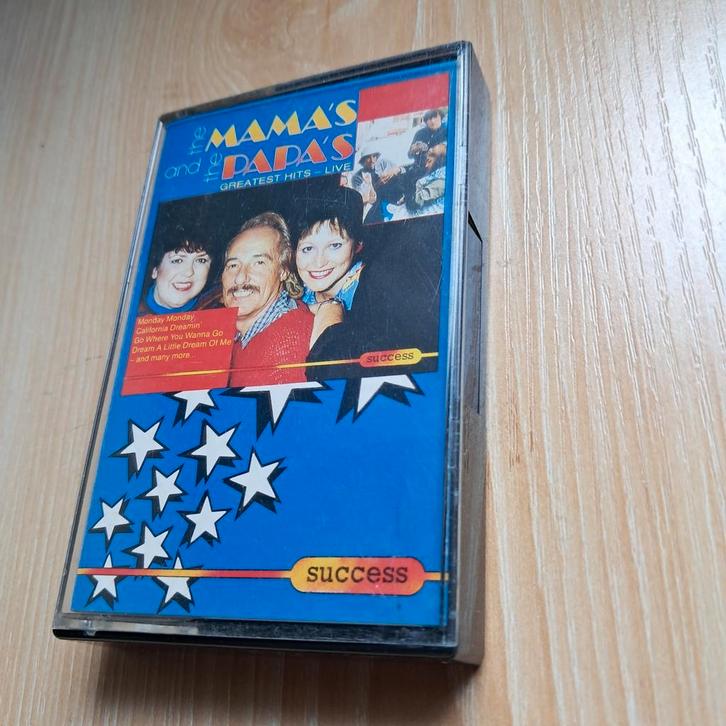 the MAMA'S
and the PAPA'S
GREATEST HITS – LIVE
Monday Monday
California Dreamin'
Go Where You Wanna Go
Dream A Little Dream Of Me
– and many more...
success
success